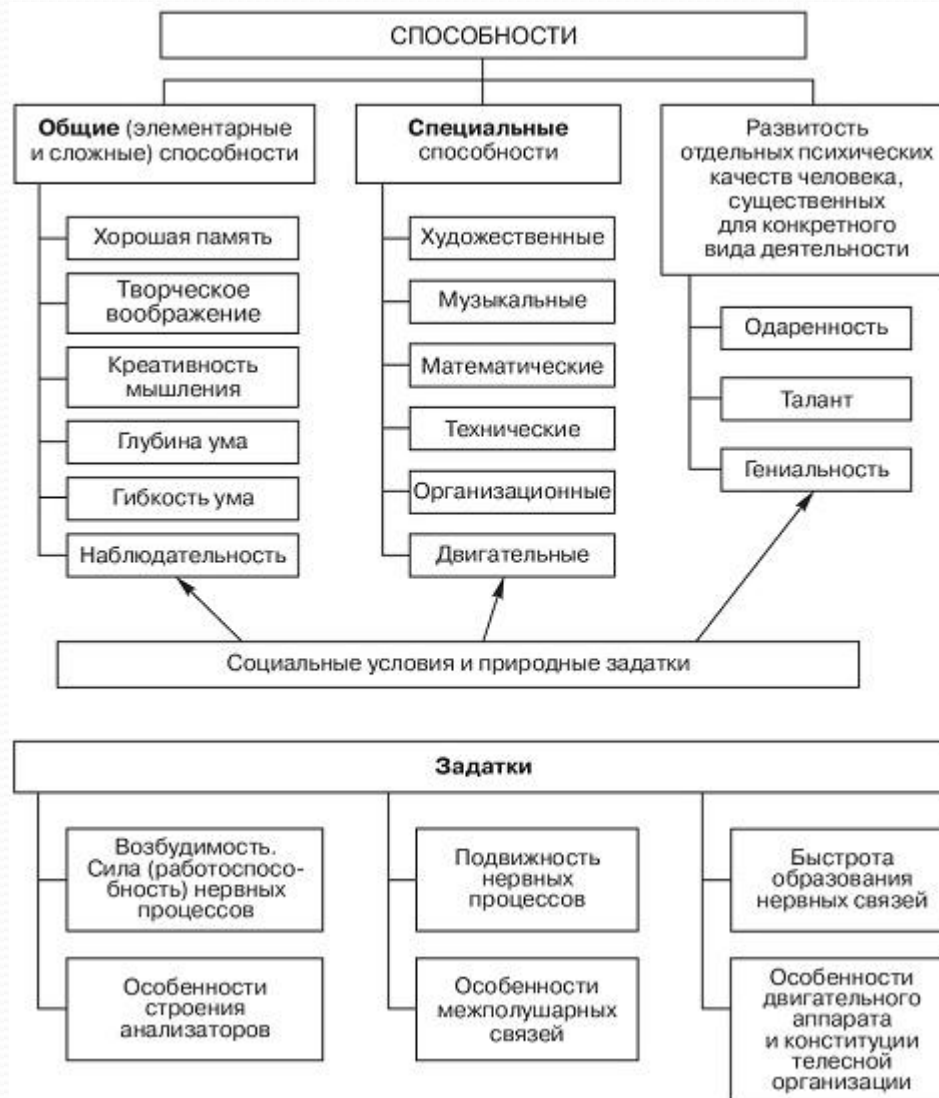 СПОСОБНОСТИ
Общие (элементарные
и сложные) способности
Хорошая память
Творческое
воображение
Креативность
мышления
Глубина ума
Гибкость ума
Наблюдательность
Специальные
способности
Художественные
Музыкальные
Математические
Технические
Организационные
Двигательные
Развитость
отдельных психических
качеств человека,
существенных
для конкретного
вида деятельности
Одаренность
Талант
Гениальность
Социальные условия и природные задатки
Задатки
Возбудимость.
Сила (работоспосо-
бность) нервных
процессов
Особенности
строения
анализаторов
Подвижность
нервных
процессов
Особенности
межполушарных
связей
Быстрота
образования
нервных связей
Особенности
двигательного
аппарата
и конституции
телесной
организации